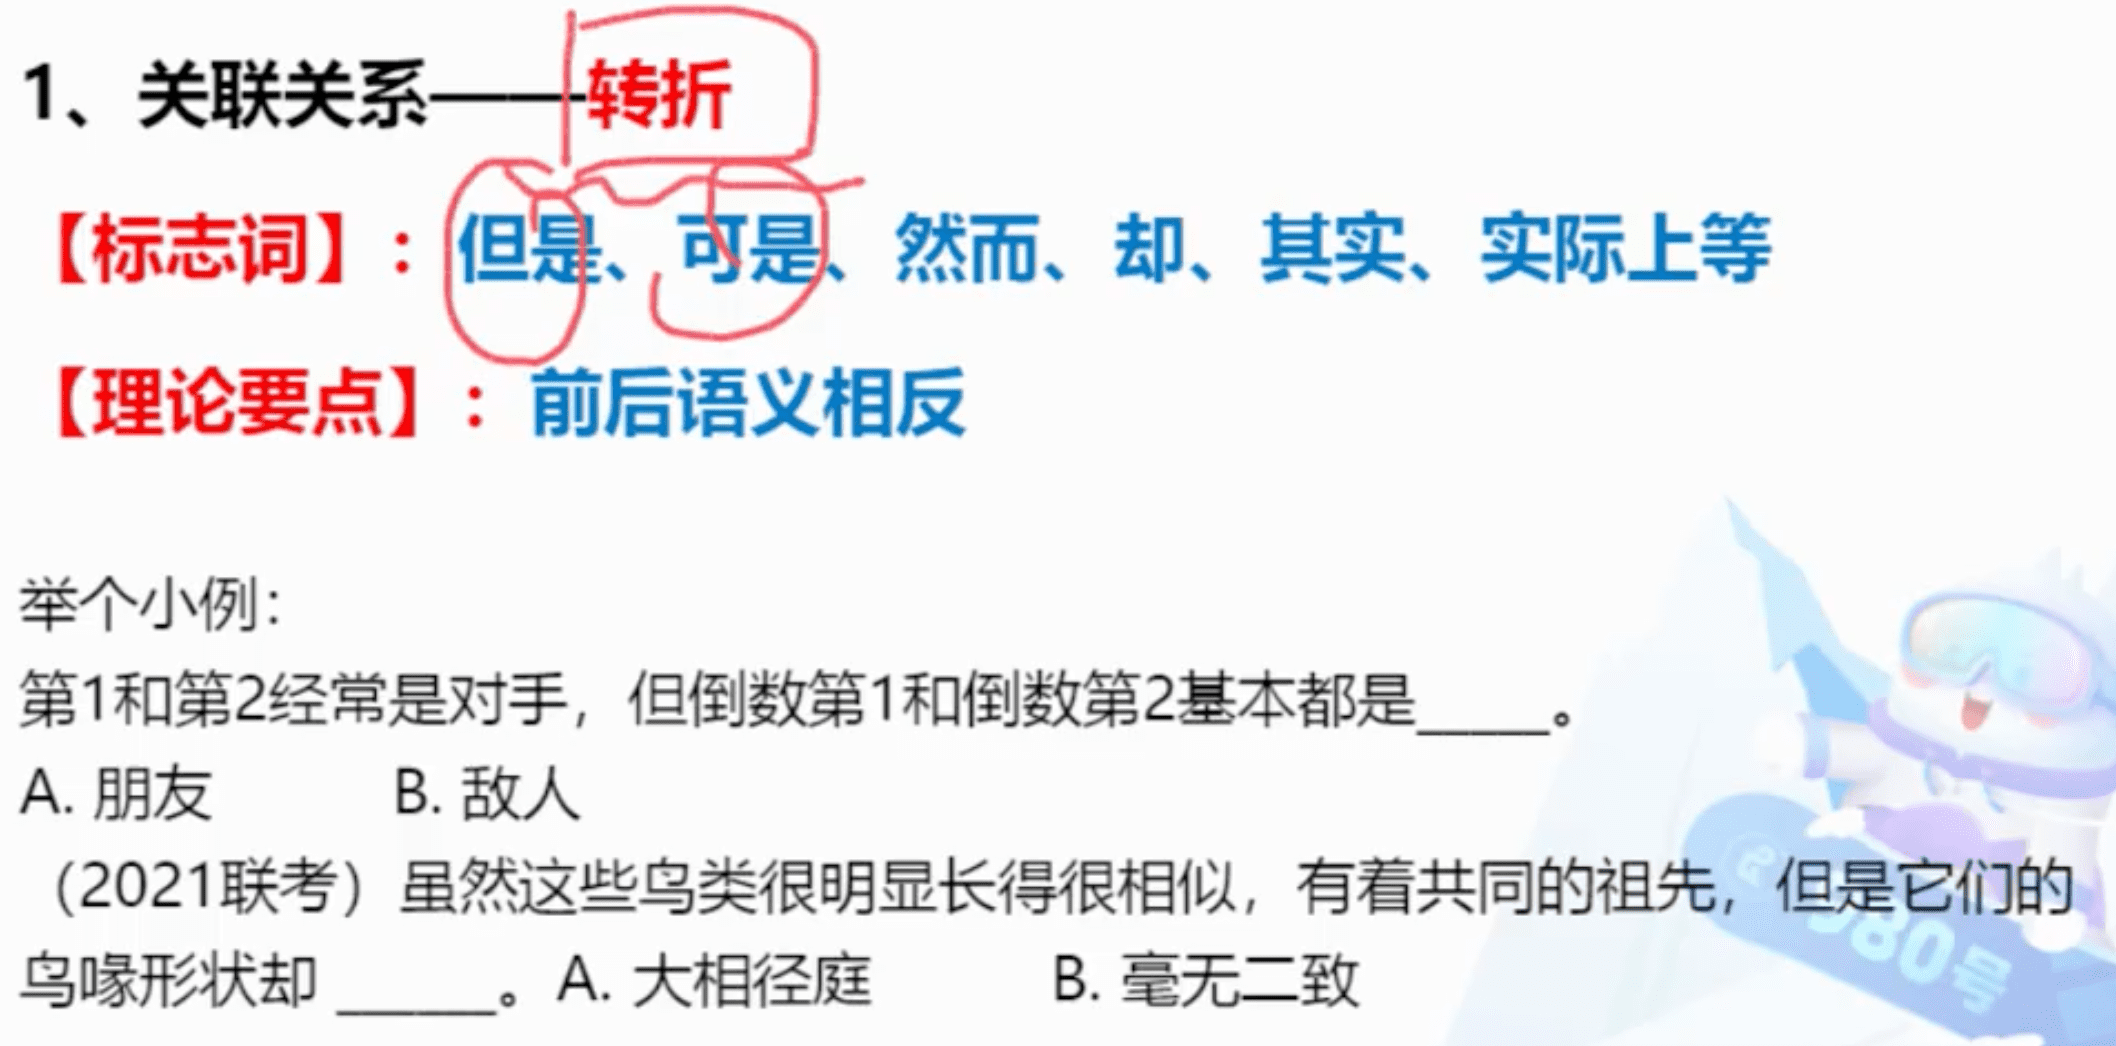 1、关联关系——转折
【标志词】：但是、可是、然而、却、其实、实际上等
【理论要点】：前后语义相反
举个小例：
第1和第2经常是对手，但倒数第1和倒数第2基本都是_____。
A. 朋友 B. 敌人
（2021联考）虽然这些鸟类很明显长得很相似，有着共同的祖先，但是它们的
鸟喙形状却 ______。A. 大相径庭 B. 毫无二致
980号